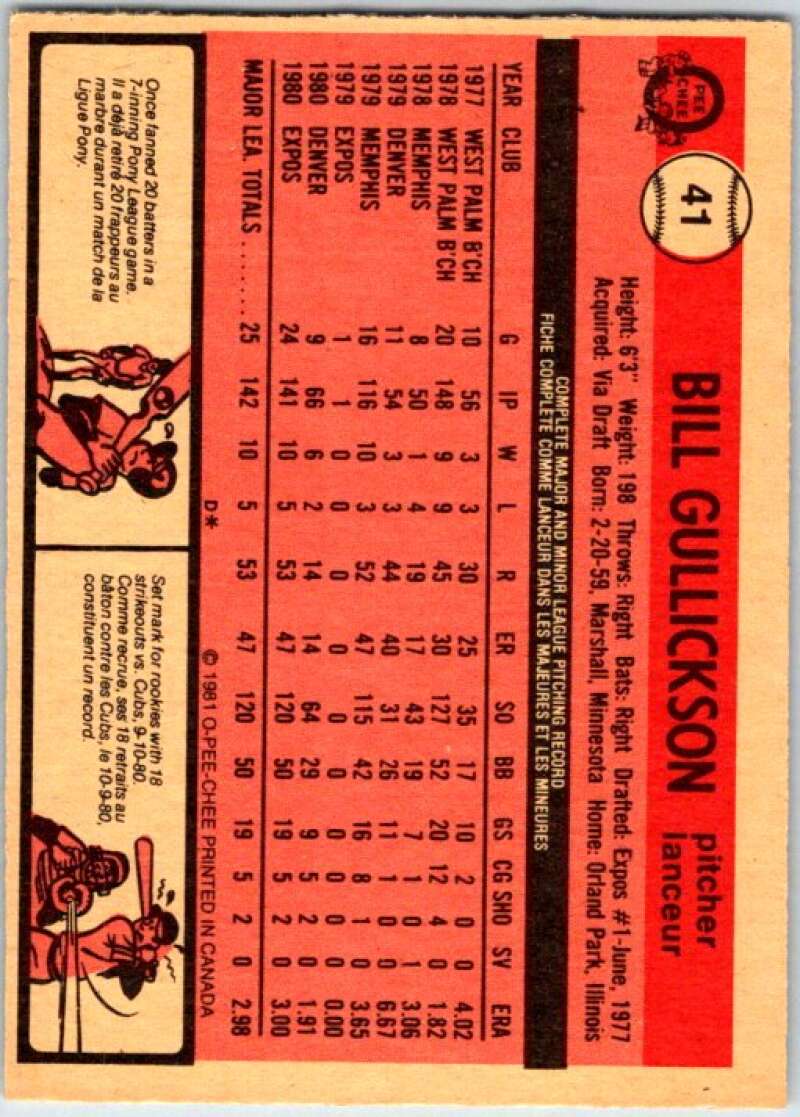 O PEE CHEE
41
BILL GULLICKSON
pitcher
lanceur
Height: 6'3" Weight: 198 Throws: Right Bats: Right Drafted: Expos #1-June, 1977
Acquired: Via Draft Born: 2-20-59, Marshall, Minnesota Home: Orland Park, Illinois
COMPLETE MAJOR AND MINOR LEAGUE PITCHING RECORD
FICHE COMPLETE COMME LANCEUR DANS LES MAJEURES ET LES MINEURES
YEAR CLUB G IP W L R ER SO BB GS CG SHO SV ERA
1977 WEST PALM B'CH 10 56 3 3 30 25 35 17 10 2 0 0 4.02
1978 WEST PALM B'CH 20 148 9 9 45 30 127 52 20 12 4 0 1.82
1978 MEMPHIS 8 50 1 4 19 17 43 19 7 1 0 1 3.06
1979 DENVER 11 54 3 3 44 40 31 26 11 1 0 0 6.67
1979 MEMPHIS 16 116 10 3 52 47 115 42 16 8 1 0 3.65
1979 EXPOS 1 1 0 0 0 0 0 0 0 0 0 0 0.00
1980 DENVER 9 66 6 2 14 14 64 29 9 5 2 0 1.91
1980 EXPOS 24 141 10 5 53 47 120 50 19 5 2 0 3.00
MAJOR LEA. TOTALS ....... 25 142 10 5 53 47 120 50 19 5 2 0 2.98
D* © 1981 O-PEE-CHEE PRINTED IN CANADA
Once fanned 20 batters in a
7-inning Pony League game.
Il a déjà retiré 20 frappeurs au
marbre durant un match de la
Ligue Pony.
Set mark for rookies with 18
strikeouts vs. Cubs, 9-10-80.
Comme recrue, ses 18 retraits au
bâton contre les Cubs, le 10-9-80,
constituent un record.